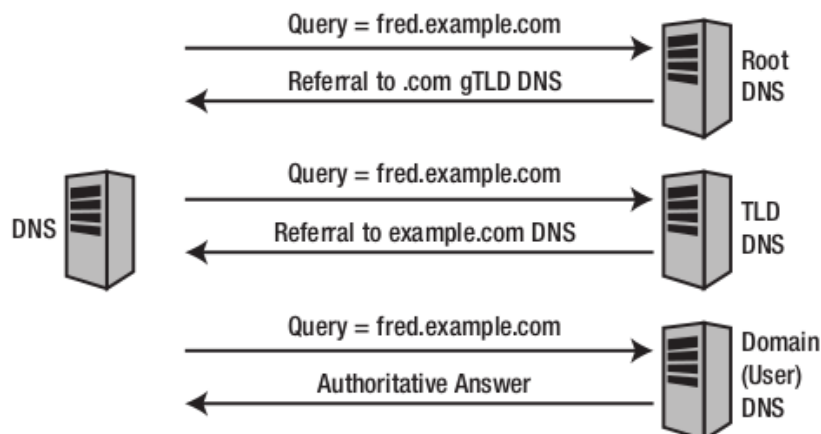 Query = fred.example.com
Referral to .com gTLD DNS
Root
DNS
Query = fred.example.com
Referral to example.com DNS
DNS
TLD
DNS
Query = fred.example.com
Authoritative Answer
Domain
(User)
DNS